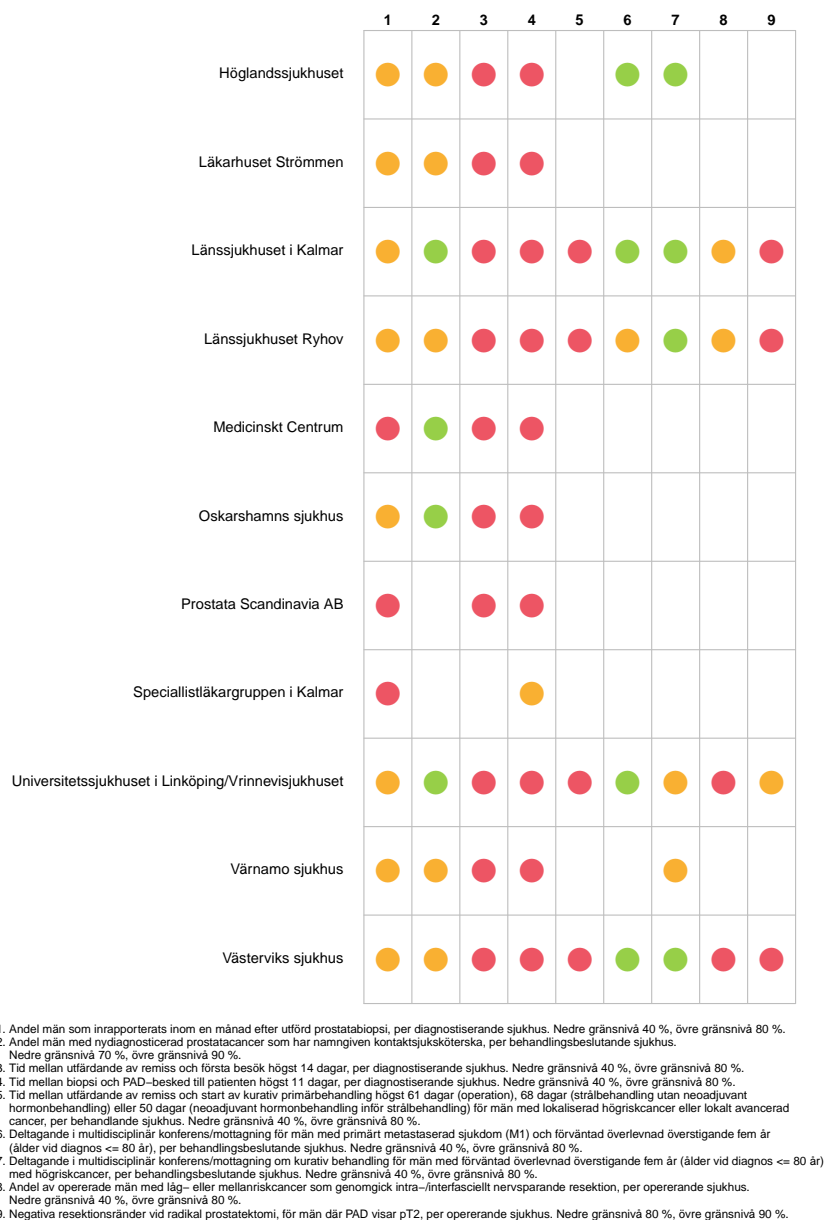 1 2 3 4 5 6 7 8 9
Höglandssjukhuset
Läkarhuset Strömmen
Länssjukhuset i Kalmar
Länssjukhuset Ryhov
Medicinskt Centrum
Oskarshamns sjukhus
Prostata Scandinavia AB
Speciallistläkargruppen i Kalmar
Universitetssjukhuset i Linköping/Vrinnevisjukhuset
Värnamo sjukhus
Västerviks sjukhus
1. Andel män som inrapporterats inom en månad efter utförd prostatabiopsi, per diagnostiserande sjukhus. Nedre gränsnivå 40 %, övre gränsnivå 80 %.
2. Andel män med nydiagnosticerad prostatacancer som har namngiven kontaktsjuksköterska, per behandlingsbeslutande sjukhus.
Nedre gränsnivå 70 %, övre gränsnivå 90 %.
3. Tid mellan utfärdande av remiss och första besök högst 14 dagar, per diagnostiserande sjukhus. Nedre gränsnivå 40 %, övre gränsnivå 80 %.
4. Tid mellan biopsi och PAD−besked till patienten högst 11 dagar, per diagnostiserande sjukhus. Nedre gränsnivå 40 %, övre gränsnivå 80 %.
5. Tid mellan utfärdande av remiss och start av kurativ primärbehandling högst 61 dagar (operation), 68 dagar (strålbehandling utan neoadjuvant
hormonbehandling) eller 50 dagar (neoadjuvant hormonbehandling inför strålbehandling) för män med lokaliserad högriskcancer eller lokalt avancerad
cancer, per behandlande sjukhus. Nedre gränsnivå 40 %, övre gränsnivå 80 %.
6. Deltagande i multidisciplinär konferens/mottagning för män med primärt metastaserad sjukdom (M1) och förväntad överlevnad överstigande fem år
(ålder vid diagnos <= 80 år), per behandlingsbeslutande sjukhus. Nedre gränsnivå 40 %, övre gränsnivå 80 %.
7. Deltagande i multidisciplinär konferens/mottagning om kurativ behandling för män med förväntad överlevnad överstigande fem år (ålder vid diagnos <= 80 år)
med högriskcancer, per behandlingsbeslutande sjukhus. Nedre gränsnivå 40 %, övre gränsnivå 80 %.
8. Andel av opererade män med låg− eller mellanriskcancer som genomgick intra−/interfasciellt nervsparande resektion, per opererande sjukhus.
Nedre gränsnivå 40 %, övre gränsnivå 80 %.
9. Negativa resektionsränder vid radikal prostatektomi, för män där PAD visar pT2, per opererande sjukhus. Nedre gränsnivå 80 %, övre gränsnivå 90 %.